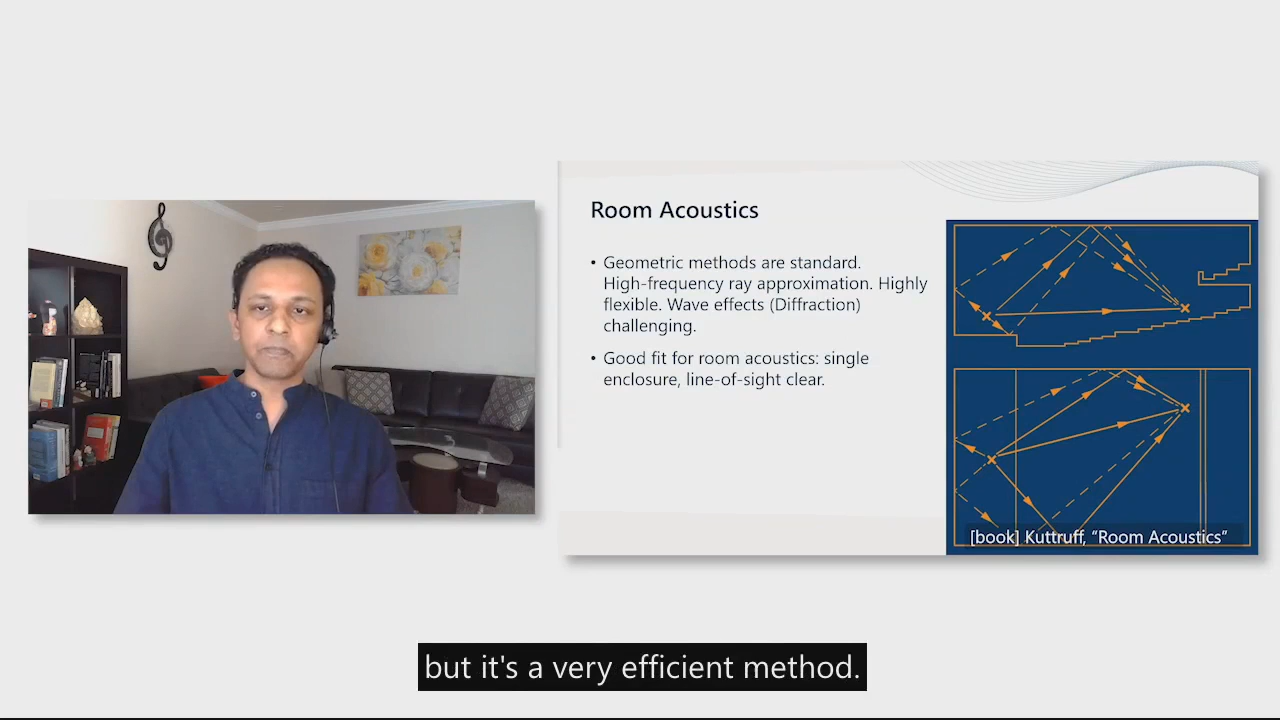 Room Acoustics
• Geometric methods are standard.
High-frequency ray approximation. Highly
flexible. Wave effects (Diffraction)
challenging.
• Good fit for room acoustics: single
enclosure, line-of-sight clear.
[book] Kuttruff, “Room Acoustics”
but it's a very efficient method.